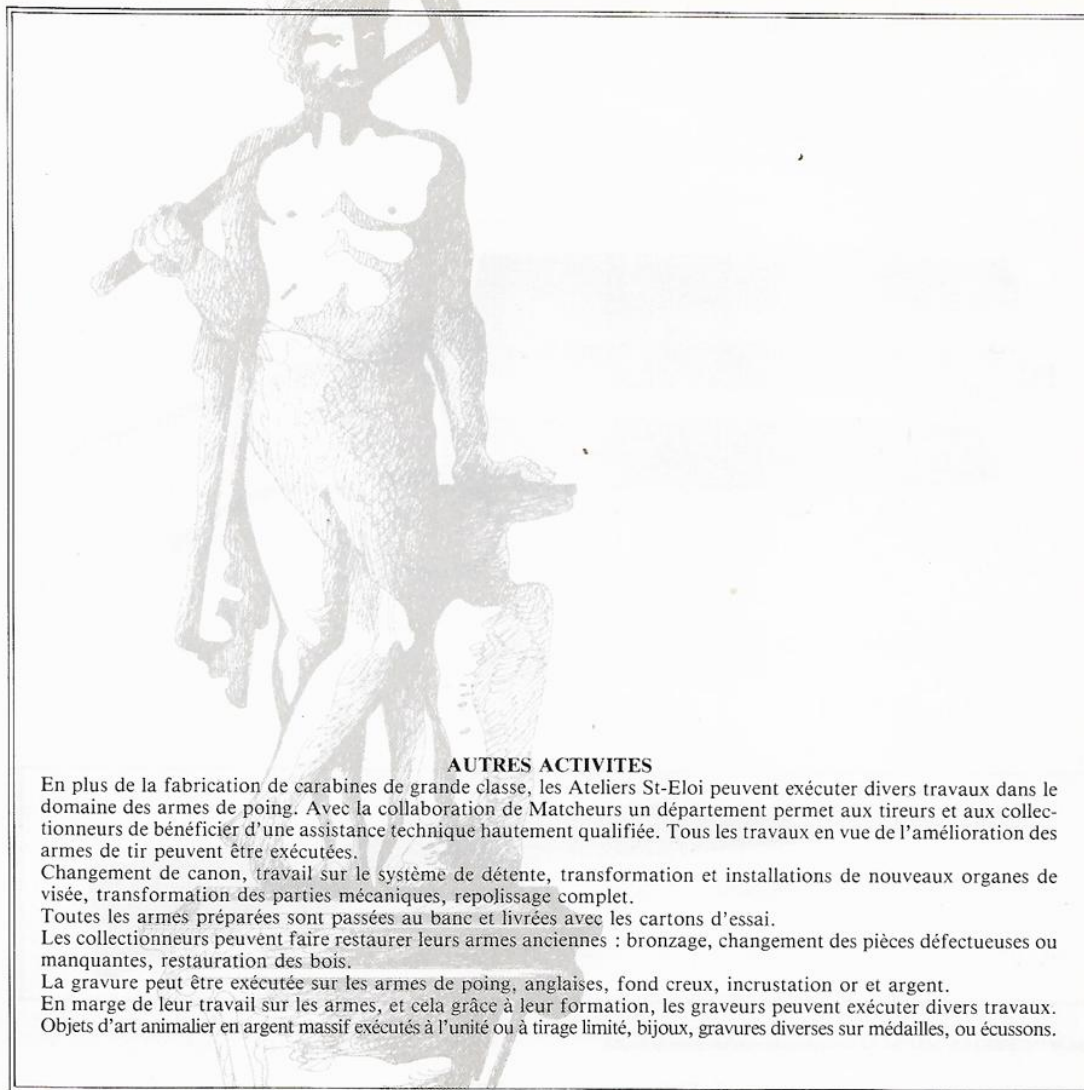 AUTRES ACTIVITES
En plus de la fabrication de carabines de grande classe, les Ateliers St-Eloi peuvent exécuter divers travaux dans le
domaine des armes de poing. Avec la collaboration de Matcheurs un département permet aux tireurs et aux collec-
tionneurs de bénéficier d'une assistance technique hautement qualifiée. Tous les travaux en vue de l'amélioration des
armes de tir peuvent être exécutées.
Changement de canon, travail sur le système de détente, transformation et installations de nouveaux organes de
visée, transformation des parties mécaniques, repolissage complet.
Toutes les armes préparées sont passées au banc et livrées avec les cartons d'essai.
Les collectionneurs peuvent faire restaurer leurs armes anciennes : bronzage, changement des pièces défectueuses ou
manquantes, restauration des bois.
La gravure peut être exécutée sur les armes de poing, anglaises, fond creux, incrustation or et argent.
En marge de leur travail sur les armes, et cela grâce à leur formation, les graveurs peuvent exécuter divers travaux.
Objets d'art animalier en argent massif exécutés à l'unité ou à tirage limité, bijoux, gravures diverses sur médailles, ou écussons.